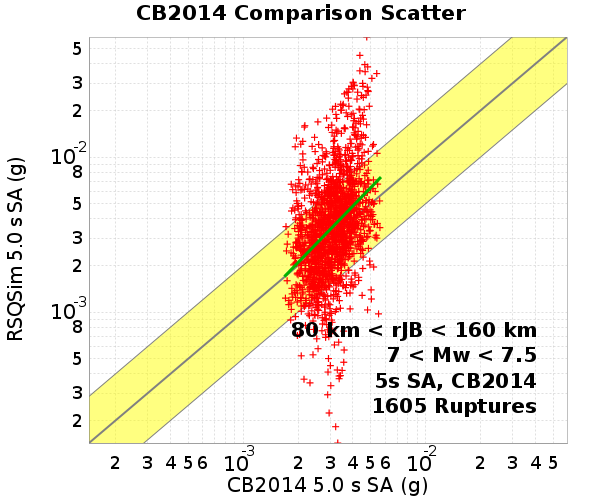 CB2014 Comparison Scatter
5
3
2
10-2
8
5
3
2
10-3
8
5
3
2
RSQSim 5.0 s SA (g)
80 km < rJB < 160 km
7 < Mw < 7.5
5s SA, CB2014
1605 Ruptures
2 3 4 5 6 10-3 2 3 4 5 6 10-2 2 3 4 5
CB2014 5.0 s SA (g)